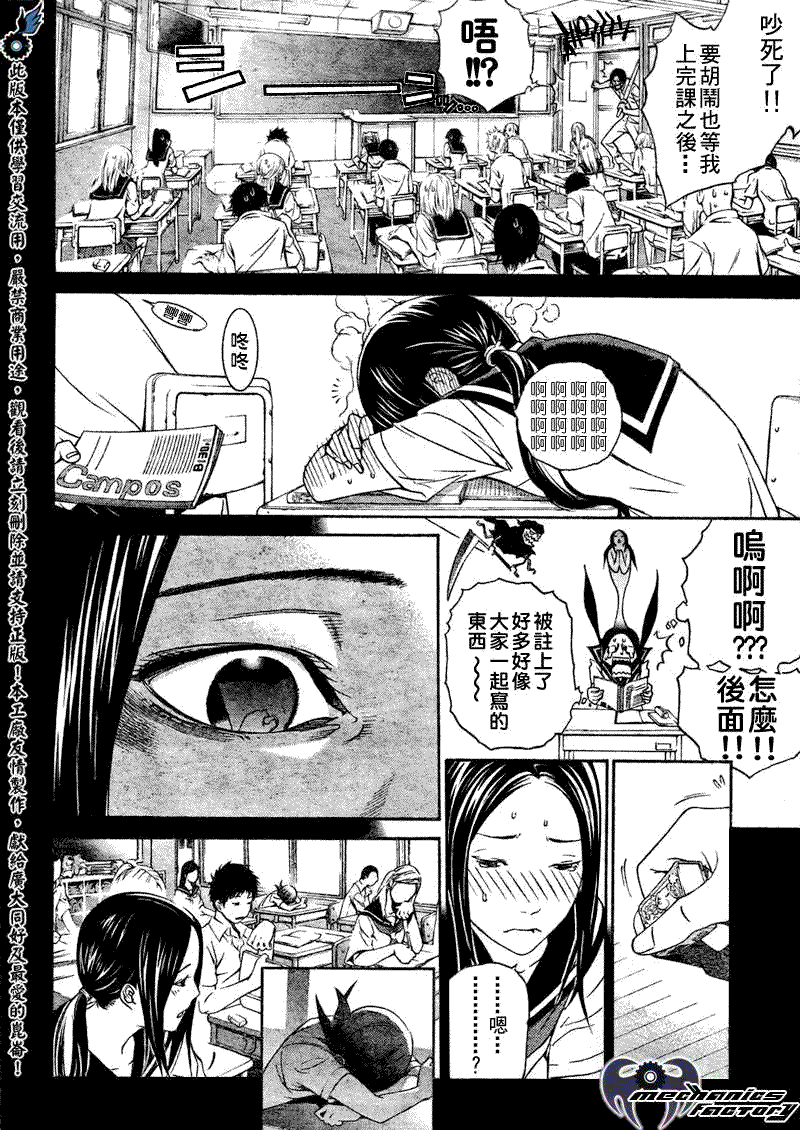 吵死了!!
要胡鬧也等我
上完課之後…
唔
!!?
啊啊啊啊
啊啊啊啊
啊啊啊啊
啊啊啊啊
咚咚
Campos
B130
嗚啊啊???
怎麼!!
後面!!
被註上了
好多好像
大家一起寫的
東西~~
………嗯………?
此版本僅供學習交流用，嚴禁商業用途，觀看後請立刻刪除並請支持正版！本工廠友情製作，獻給廣大同好及最愛的崑崙！
mechanics
factory